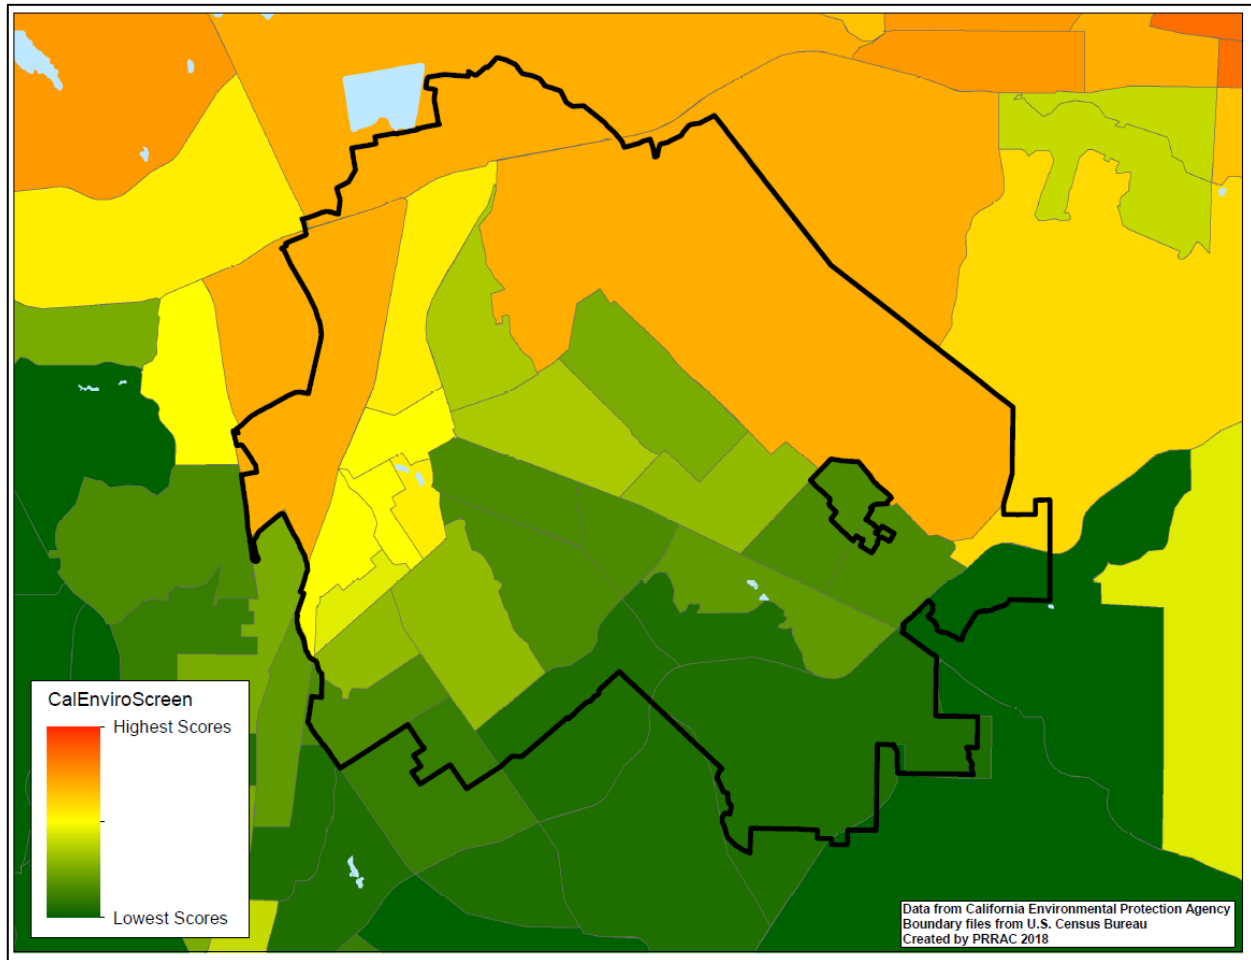 CalEnviroScreen
Highest Scores
Lowest Scores
Data from California Environmental Protection Agency
Boundary files from U.S. Census Bureau
Created by PRRAC 2018